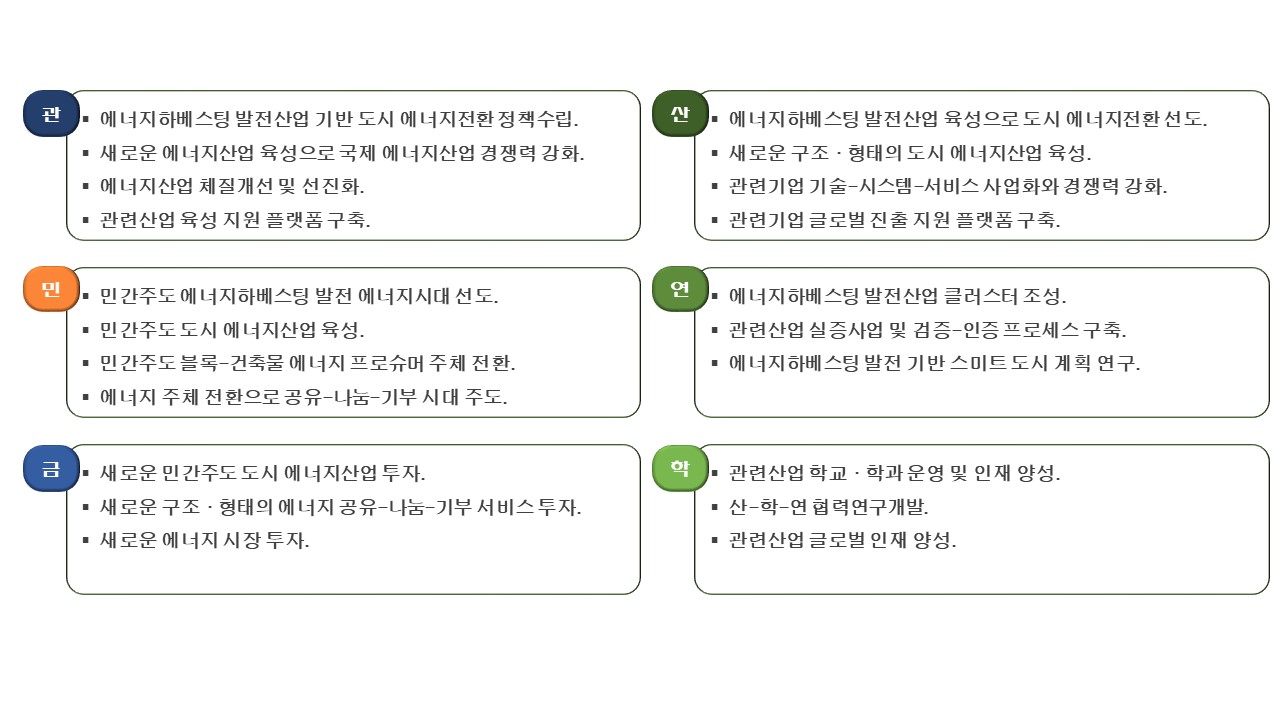 관
▪ 에너지하베스팅 발전산업 기반 도시 에너지전환 정책수립.
▪ 새로운 에너지산업 육성으로 국제 에너지산업 경쟁력 강화.
▪ 에너지산업 체질개선 및 선진화.
▪ 관련산업 육성 지원 플랫폼 구축.
산
▪ 에너지하베스팅 발전산업 육성으로 도시 에너지전환 선도.
▪ 새로운 구조·형태의 도시 에너지산업 육성.
▪ 관련기업 기술-시스템-서비스 사업화와 경쟁력 강화.
▪ 관련기업 글로벌 진출 지원 플랫폼 구축.
민
▪ 민간주도 에너지하베스팅 발전 에너지시대 선도.
▪ 민간주도 도시 에너지산업 육성.
▪ 민간주도 블록-건축물 에너지 프로슈머 주체 전환.
▪ 에너지 주체 전환으로 공유-나눔-기부 시대 주도.
연
▪ 에너지하베스팅 발전산업 클러스터 조성.
▪ 관련산업 실증사업 및 검증-인증 프로세스 구축.
▪ 에너지하베스팅 발전 기반 스미트 도시 계획 연구.
금
▪ 새로운 민간주도 도시 에너지산업 투자.
▪ 새로운 구조·형태의 에너지 공유-나눔-기부 서비스 투자.
▪ 새로운 에너지 시장 투자.
학
▪ 관련산업 학교·학과 운영 및 인재 양성.
▪ 산-학-연 협력연구개발.
▪ 관련산업 글로벌 인재 양성.